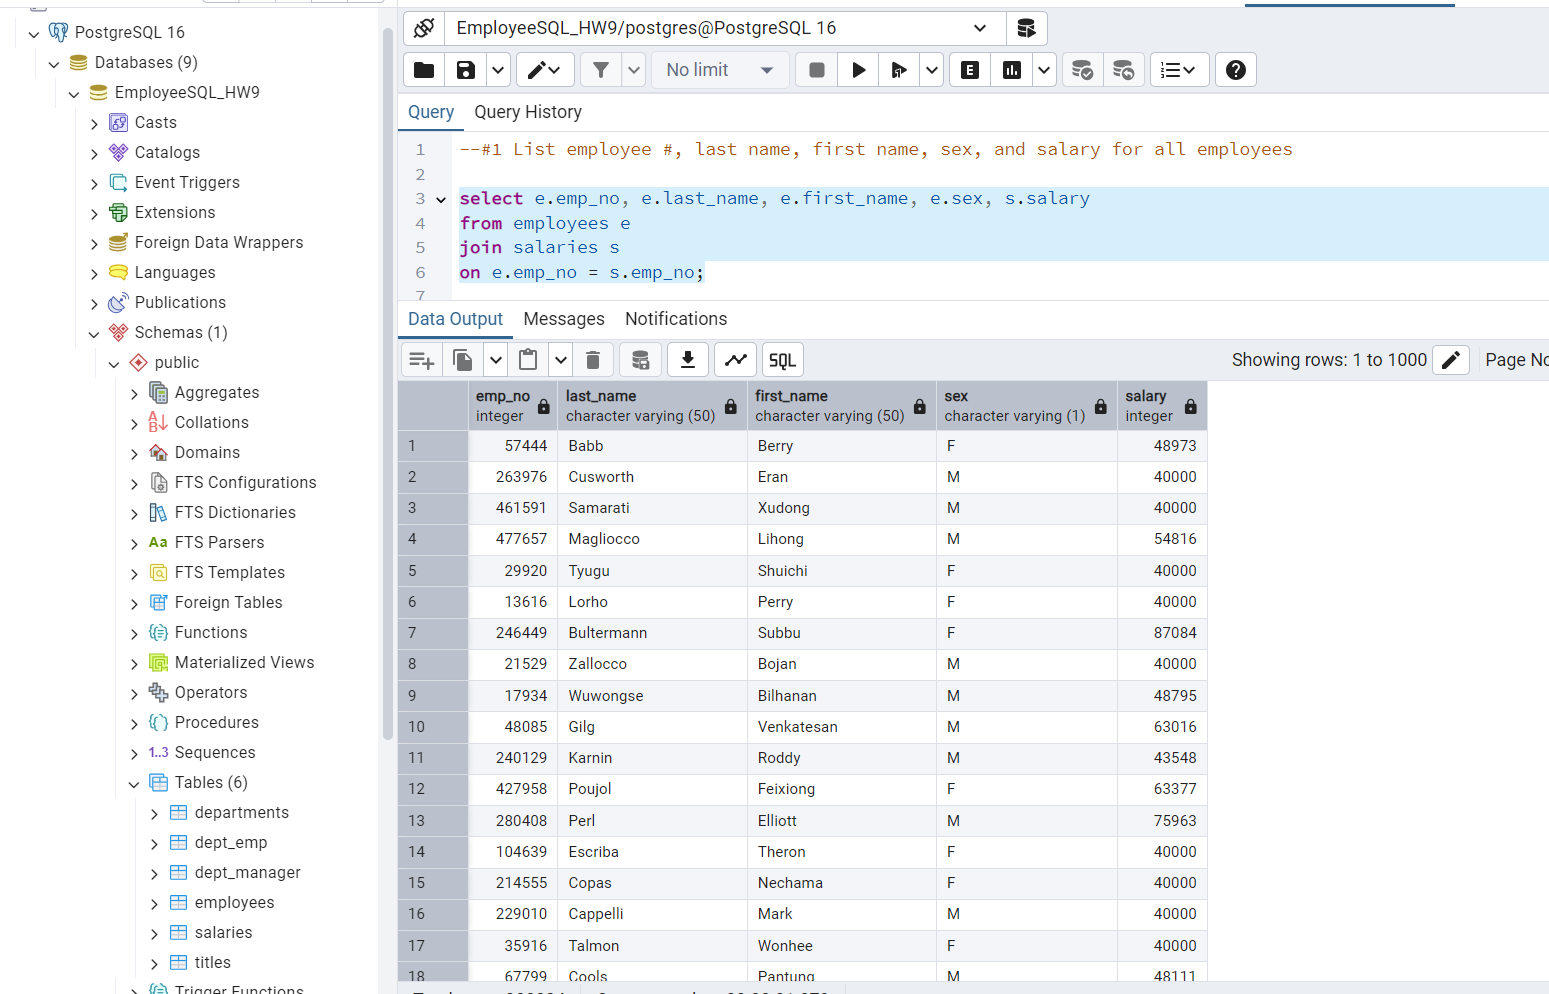 PostgreSQL 16
Databases (9)
EmployeeSQL_HW9
Casts
Catalogs
Event Triggers
Extensions
Foreign Data Wrappers
Languages
Publications
Schemas (1)
public
Aggregates
Collations
Domains
FTS Configurations
FTS Dictionaries
Aa FTS Parsers
FTS Templates
Foreign Tables
Functions
Materialized Views
Operators
Procedures
1..3 Sequences
Tables (6)
departments
dept_emp
dept_manager
employees
salaries
titles
Trigger Functions
EmployeeSQL_HW9/postgres@PostgreSQL 16
No limit
E
Query Query History
1 --#1 List employee #, last name, first name, sex, and salary for all employees
2
3 select e.emp_no, e.last_name, e.first_name, e.sex, s.salary
4 from employees e
5 join salaries s
6 on e.emp_no = s.emp_no;
7
Data Output Messages Notifications
SQL Showing rows: 1 to 1000 Page No
emp_no last_name first_name sex salary
integer character varying (50) character varying (50) character varying (1) integer
1 57444 Babb Berry F 48973
2 263976 Cusworth Eran M 40000
3 461591 Samarati Xudong M 40000
4 477657 Magliocco Lihong M 54816
5 29920 Tyugu Shuichi F 40000
6 13616 Lorho Perry F 40000
7 246449 Bultermann Subbu F 87084
8 21529 Zallocco Bojan M 40000
9 17934 Wuwongse Bilhanan M 48795
10 48085 Gilg Venkatesan M 63016
11 240129 Karnin Roddy M 43548
12 427958 Poujol Feixiong F 63377
13 280408 Perl Elliott M 75963
14 104639 Escriba Theron F 40000
15 214555 Copas Nechama F 40000
16 229010 Cappelli Mark M 40000
17 35916 Talmon Wonhee F 40000
18 67799 Cools Pantung M 48111